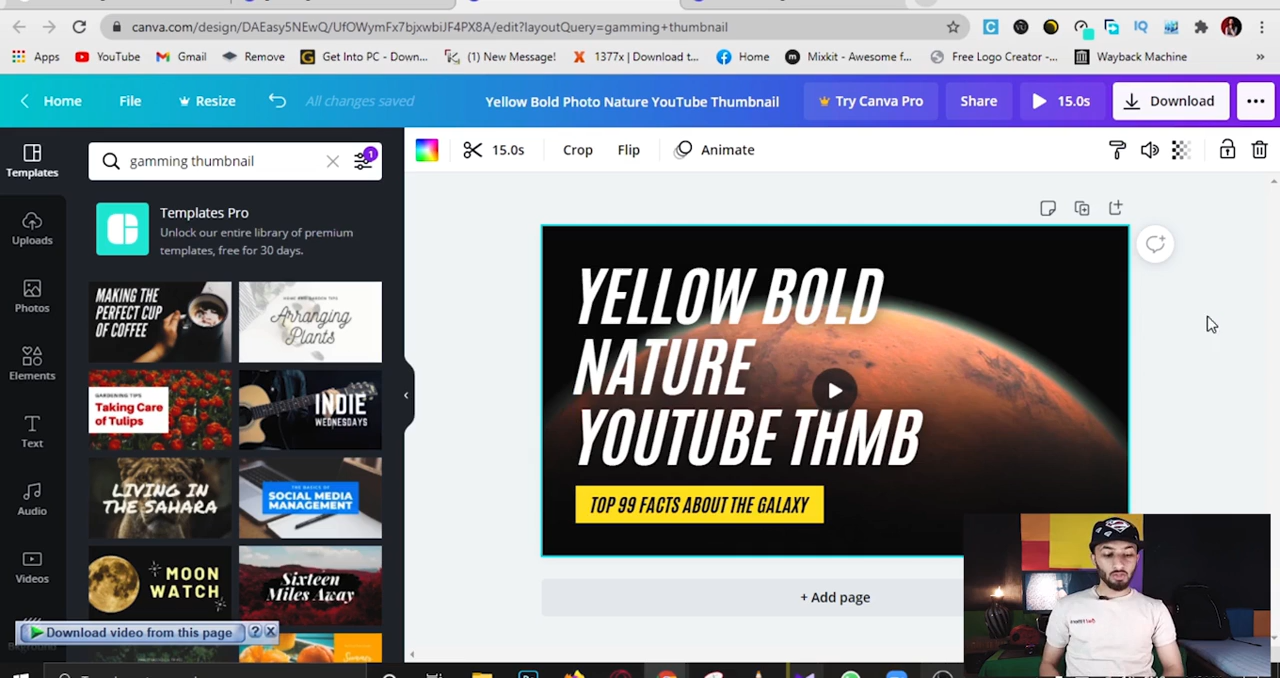 canva.com/design/DAEasy5NEwQ/UfOWymFx7bjxwbiJF4PX8A/edit?layoutQuery=gamming+thumbnail
Apps
YouTube
Gmail
Remove
Get Into PC - Down...
(1) New Message!
1377x | Download t...
Home
Mixkit - Awesome f...
Free Logo Creator -...
Wayback Machine
»
Home
File
Resize
All changes saved
Yellow Bold Photo Nature YouTube Thumbnail
Try Canva Pro
Share
15.0s
Download
Templates
gamming thumbnail
1
15.0s
Crop
Flip
Animate
Templates Pro
Unlock our entire library of premium
templates, free for 30 days.
Uploads
Photos
Elements
Text
Audio
Videos
MAKING THE
PERFECT CUP
OF COFFEE
Arranging
Plants
GARDENING TIPS
Taking Care
of Tulips
INDIE
WEDNESDAYS
LIVING IN
THE SAHARA
THE BASICS OF
SOCIAL MEDIA
MANAGEMENT
MOON
WATCH
Sixteen
Miles Away
YELLOW BOLD
NATURE
YOUTUBE THMB
TOP 99 FACTS ABOUT THE GALAXY
+ Add page
Download video from this page